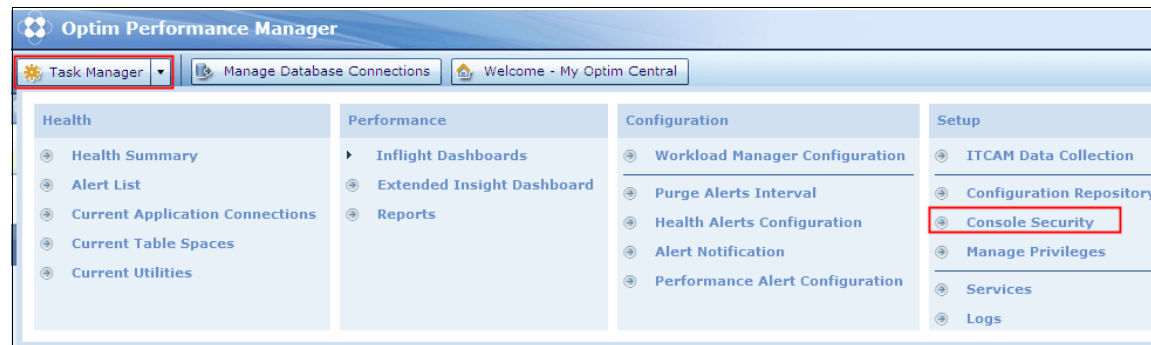 Optim Performance Manager
Task Manager
Manage Database Connections
Welcome - My Optim Central
Health
Health Summary
Alert List
Current Application Connections
Current Table Spaces
Current Utilities
Performance
Inflight Dashboards
Extended Insight Dashboard
Reports
Configuration
Workload Manager Configuration
Purge Alerts Interval
Health Alerts Configuration
Alert Notification
Performance Alert Configuration
Setup
ITCAM Data Collection
Configuration Repository
Console Security
Manage Privileges
Services
Logs